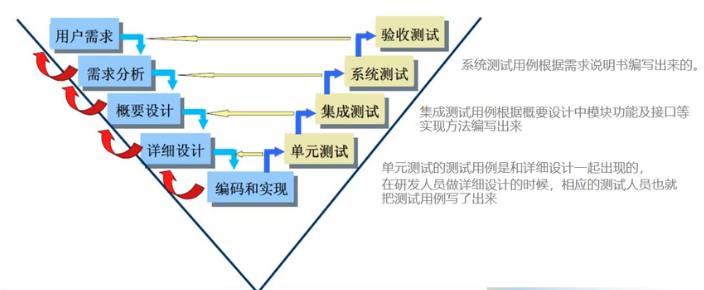 用户需求
验收测试
需求分析
系统测试
系统测试用例根据需求说明书编写出来的。
概要设计
集成测试
集成测试用例根据概要设计中模块功能及接口等
实现方法编写出来
详细设计
单元测试
单元测试的测试用例是和详细设计一起出现的，
在研发人员做详细设计的时候，相应的测试人员也就
把测试用例写了出来
编码和实现